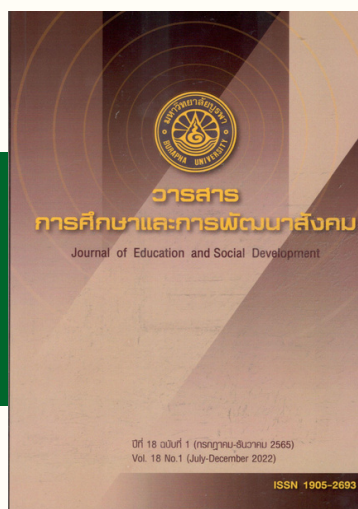 มหาวิทยาลัยบูรพา
BURAPHA UNIVERSITY
วารสาร
การศึกษาและการพัฒนาสังคม
Journal of Education and Social Development
ปีที่ 18 ฉบับที่ 1 (กรกฎาคม-ธันวาคม 2565)
Vol. 18 No.1 (July-December 2022)
ISSN 1905-2693